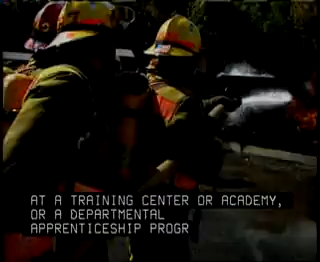 AT A TRAINING CENTER OR ACADEMY,
OR A DEPARTMENTAL
APPRENTICESHIP PROGR